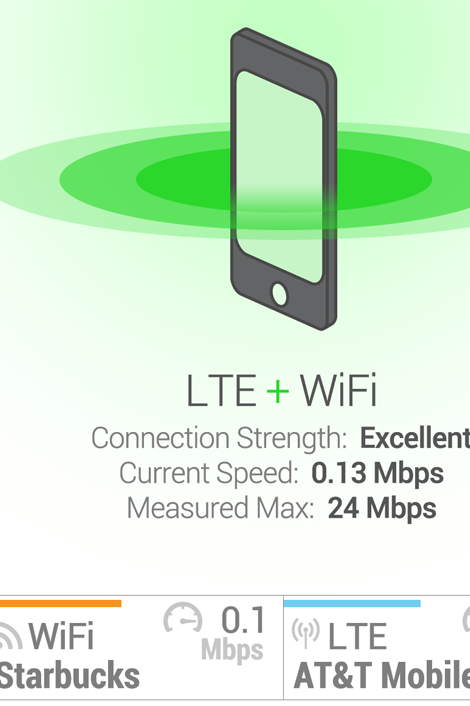 LTE + WiFi
Connection Strength: Excellent
Current Speed: 0.13 Mbps
Measured Max: 24 Mbps
WiFi 0.1
Starbucks Mbps
LTE
AT&T Mobile